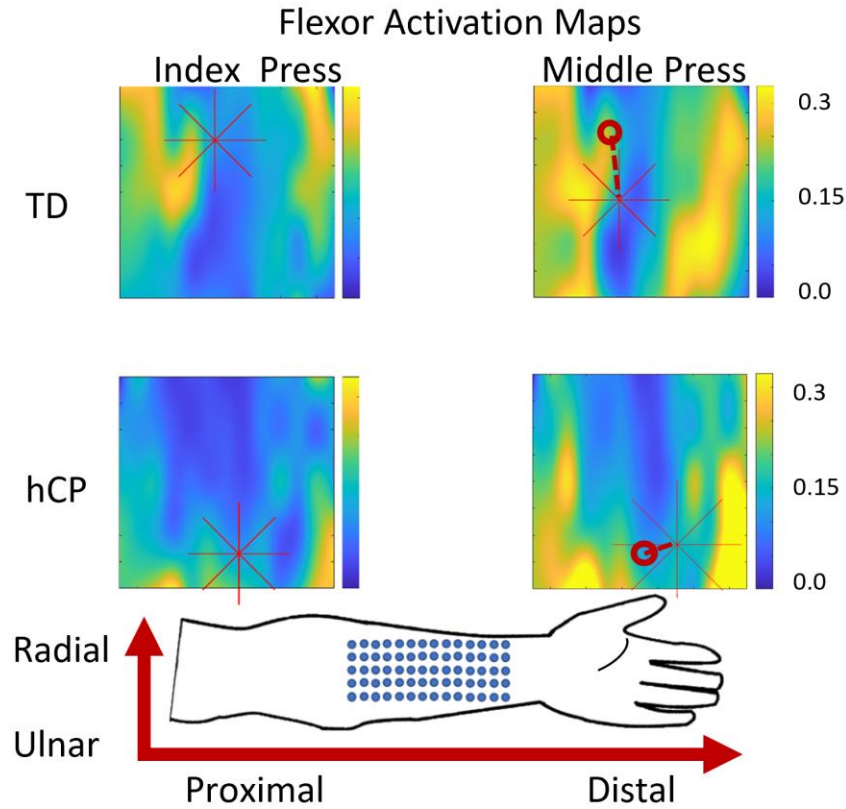 Flexor Activation Maps
Index Press
Middle Press
TD
0.3
0.15
0.0
hCP
0.3
0.15
0.0
Radial
Ulnar
Proximal
Distal